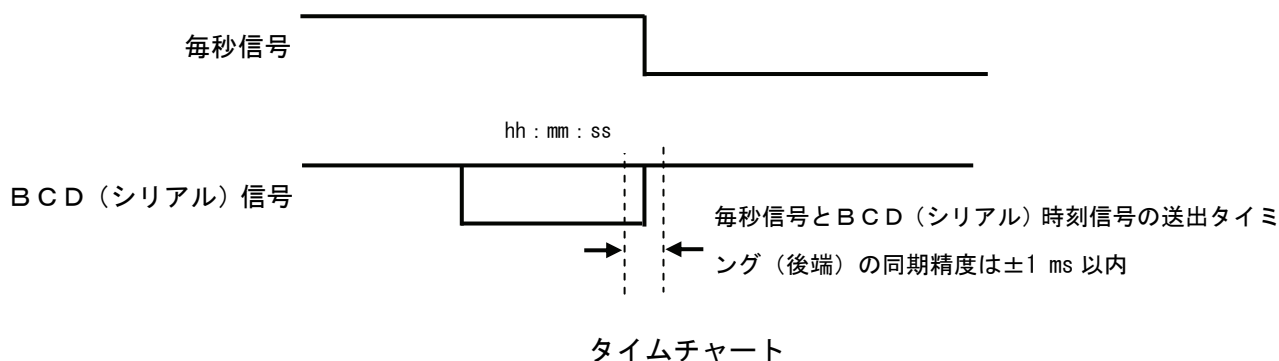 毎秒信号
hh:mm:ss
BCD(シリアル)信号
毎秒信号とBCD(シリアル)時刻信号の送出タイミ
ング(後端)の同期精度は±1 ms 以内
タイムチャート